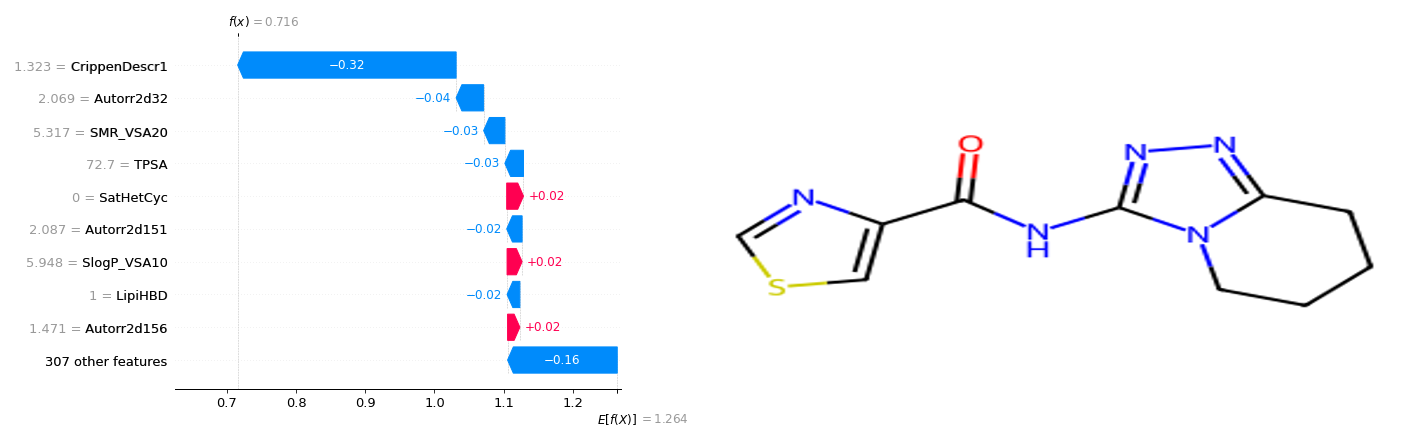 f(x) = 0.716
1.323 = CrippenDescr1
−0.32
2.069 = Autorr2d32
−0.04
5.317 = SMR_VSA20
−0.03
72.7 = TPSA
−0.03
0 = SatHetCyc
+0.02
2.087 = Autorr2d151
−0.02
5.948 = SlogP_VSA10
+0.02
1 = LipiHBD
−0.02
1.471 = Autorr2d156
+0.02
307 other features
−0.16
0.7 0.8 0.9 1.0 1.1 1.2
E[f(X)] = 1.264
O
N
N
N
N
N
H
S